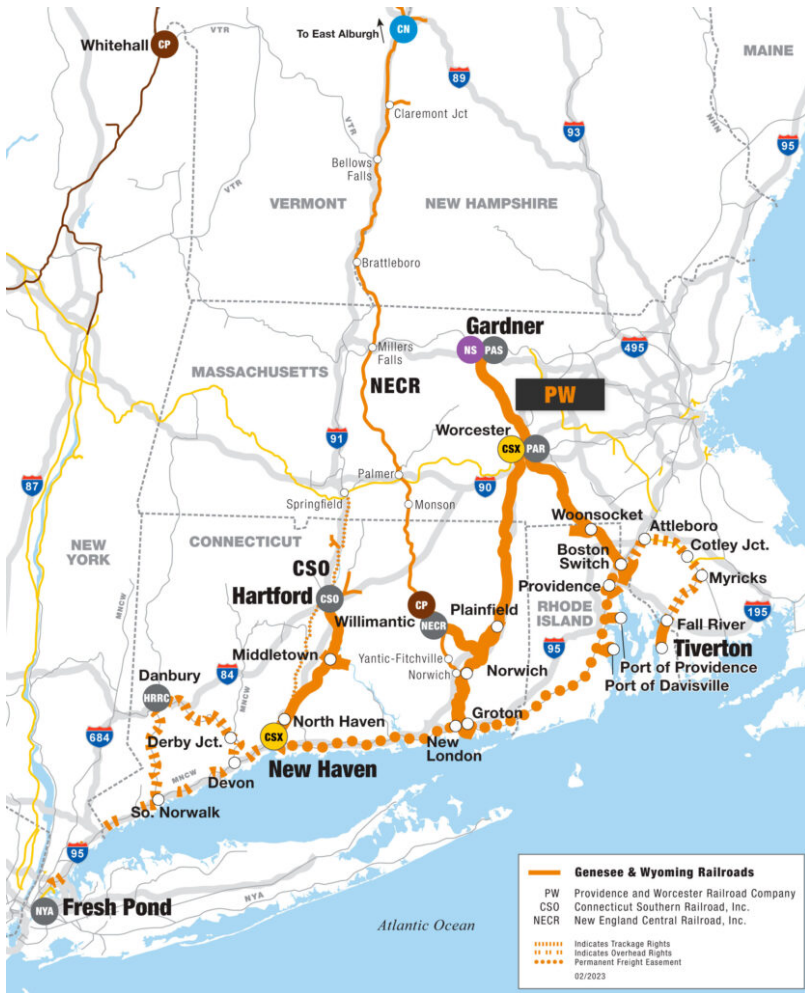 Whitehall
CP
VTR
To East Alburgh
CN
89
MAINE
93
NHN
95
Claremont Jct
VTR
Bellows
Falls
VTR
VERMONT
NEW HAMPSHIRE
Brattleboro
Gardner
NS
PAS
495
Millers
Falls
MASSACHUSETTS
NECR
PW
Worcester
CSX
PAR
91
87
Palmer
90
Springfield
Monson
Woonsocket
Attleboro
NEW
YORK
CONNECTICUT
Boston
Switch
Cotley Jct.
CSO
Hartford
CSO
CP
Providence
Myricks
MNCW
Willimantic
NECR
Plainfield
RHODE
ISLAND
195
Fall River
Middletown
Yantic-Fitchville
95
Tiverton
Danbury
84
Norwich
Norwich
Port of Providence
HRRC
MNCW
Port of Davisville
North Haven
Groton
684
Derby Jct.
CSX
New
London
New Haven
MNCW
Devon
So. Norwalk
95
NYA
Fresh Pond
NYA
Atlantic Ocean
Genesee & Wyoming Railroads
PW Providence and Worcester Railroad Company
CSO Connecticut Southern Railroad, Inc.
NECR New England Central Railroad, Inc.
Indicates Trackage Rights
Indicates Overhead Rights
Permanent Freight Easement
02/2023